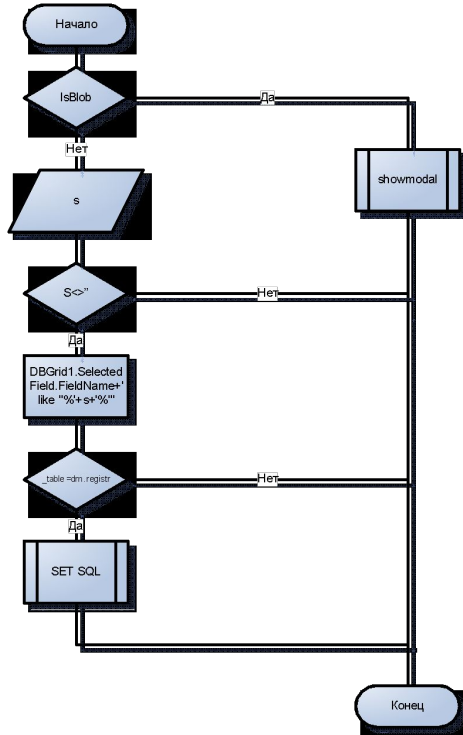 Начало
IsBlob
Да
Нет
showmodal
s
S<>"
Нет
Да
DBGrid1.Selected
Field.FieldName+'
like "%'+s+'%"'
_table =dm.registr
Нет
Да
SET SQL
Конец